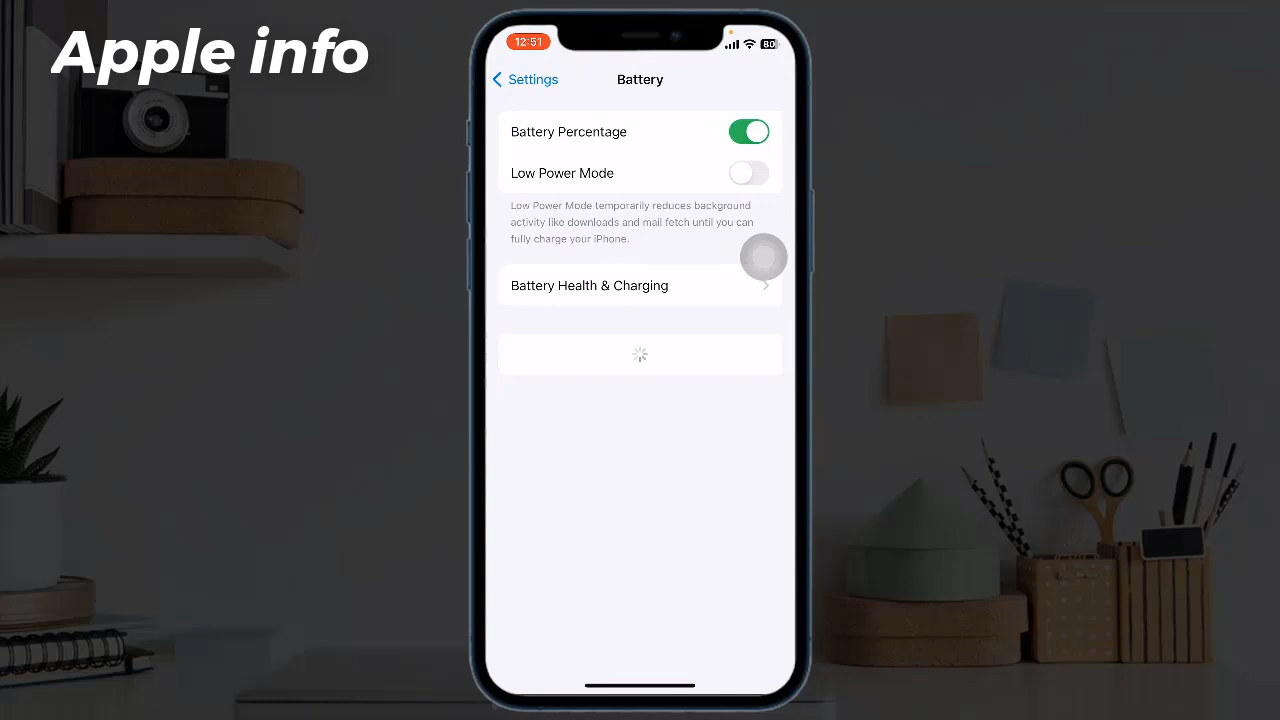 Apple info
12:51
80
Settings
Battery
Battery Percentage
Low Power Mode
Low Power Mode temporarily reduces background
activity like downloads and mail fetch until you can
fully charge your iPhone.
Battery Health & Charging